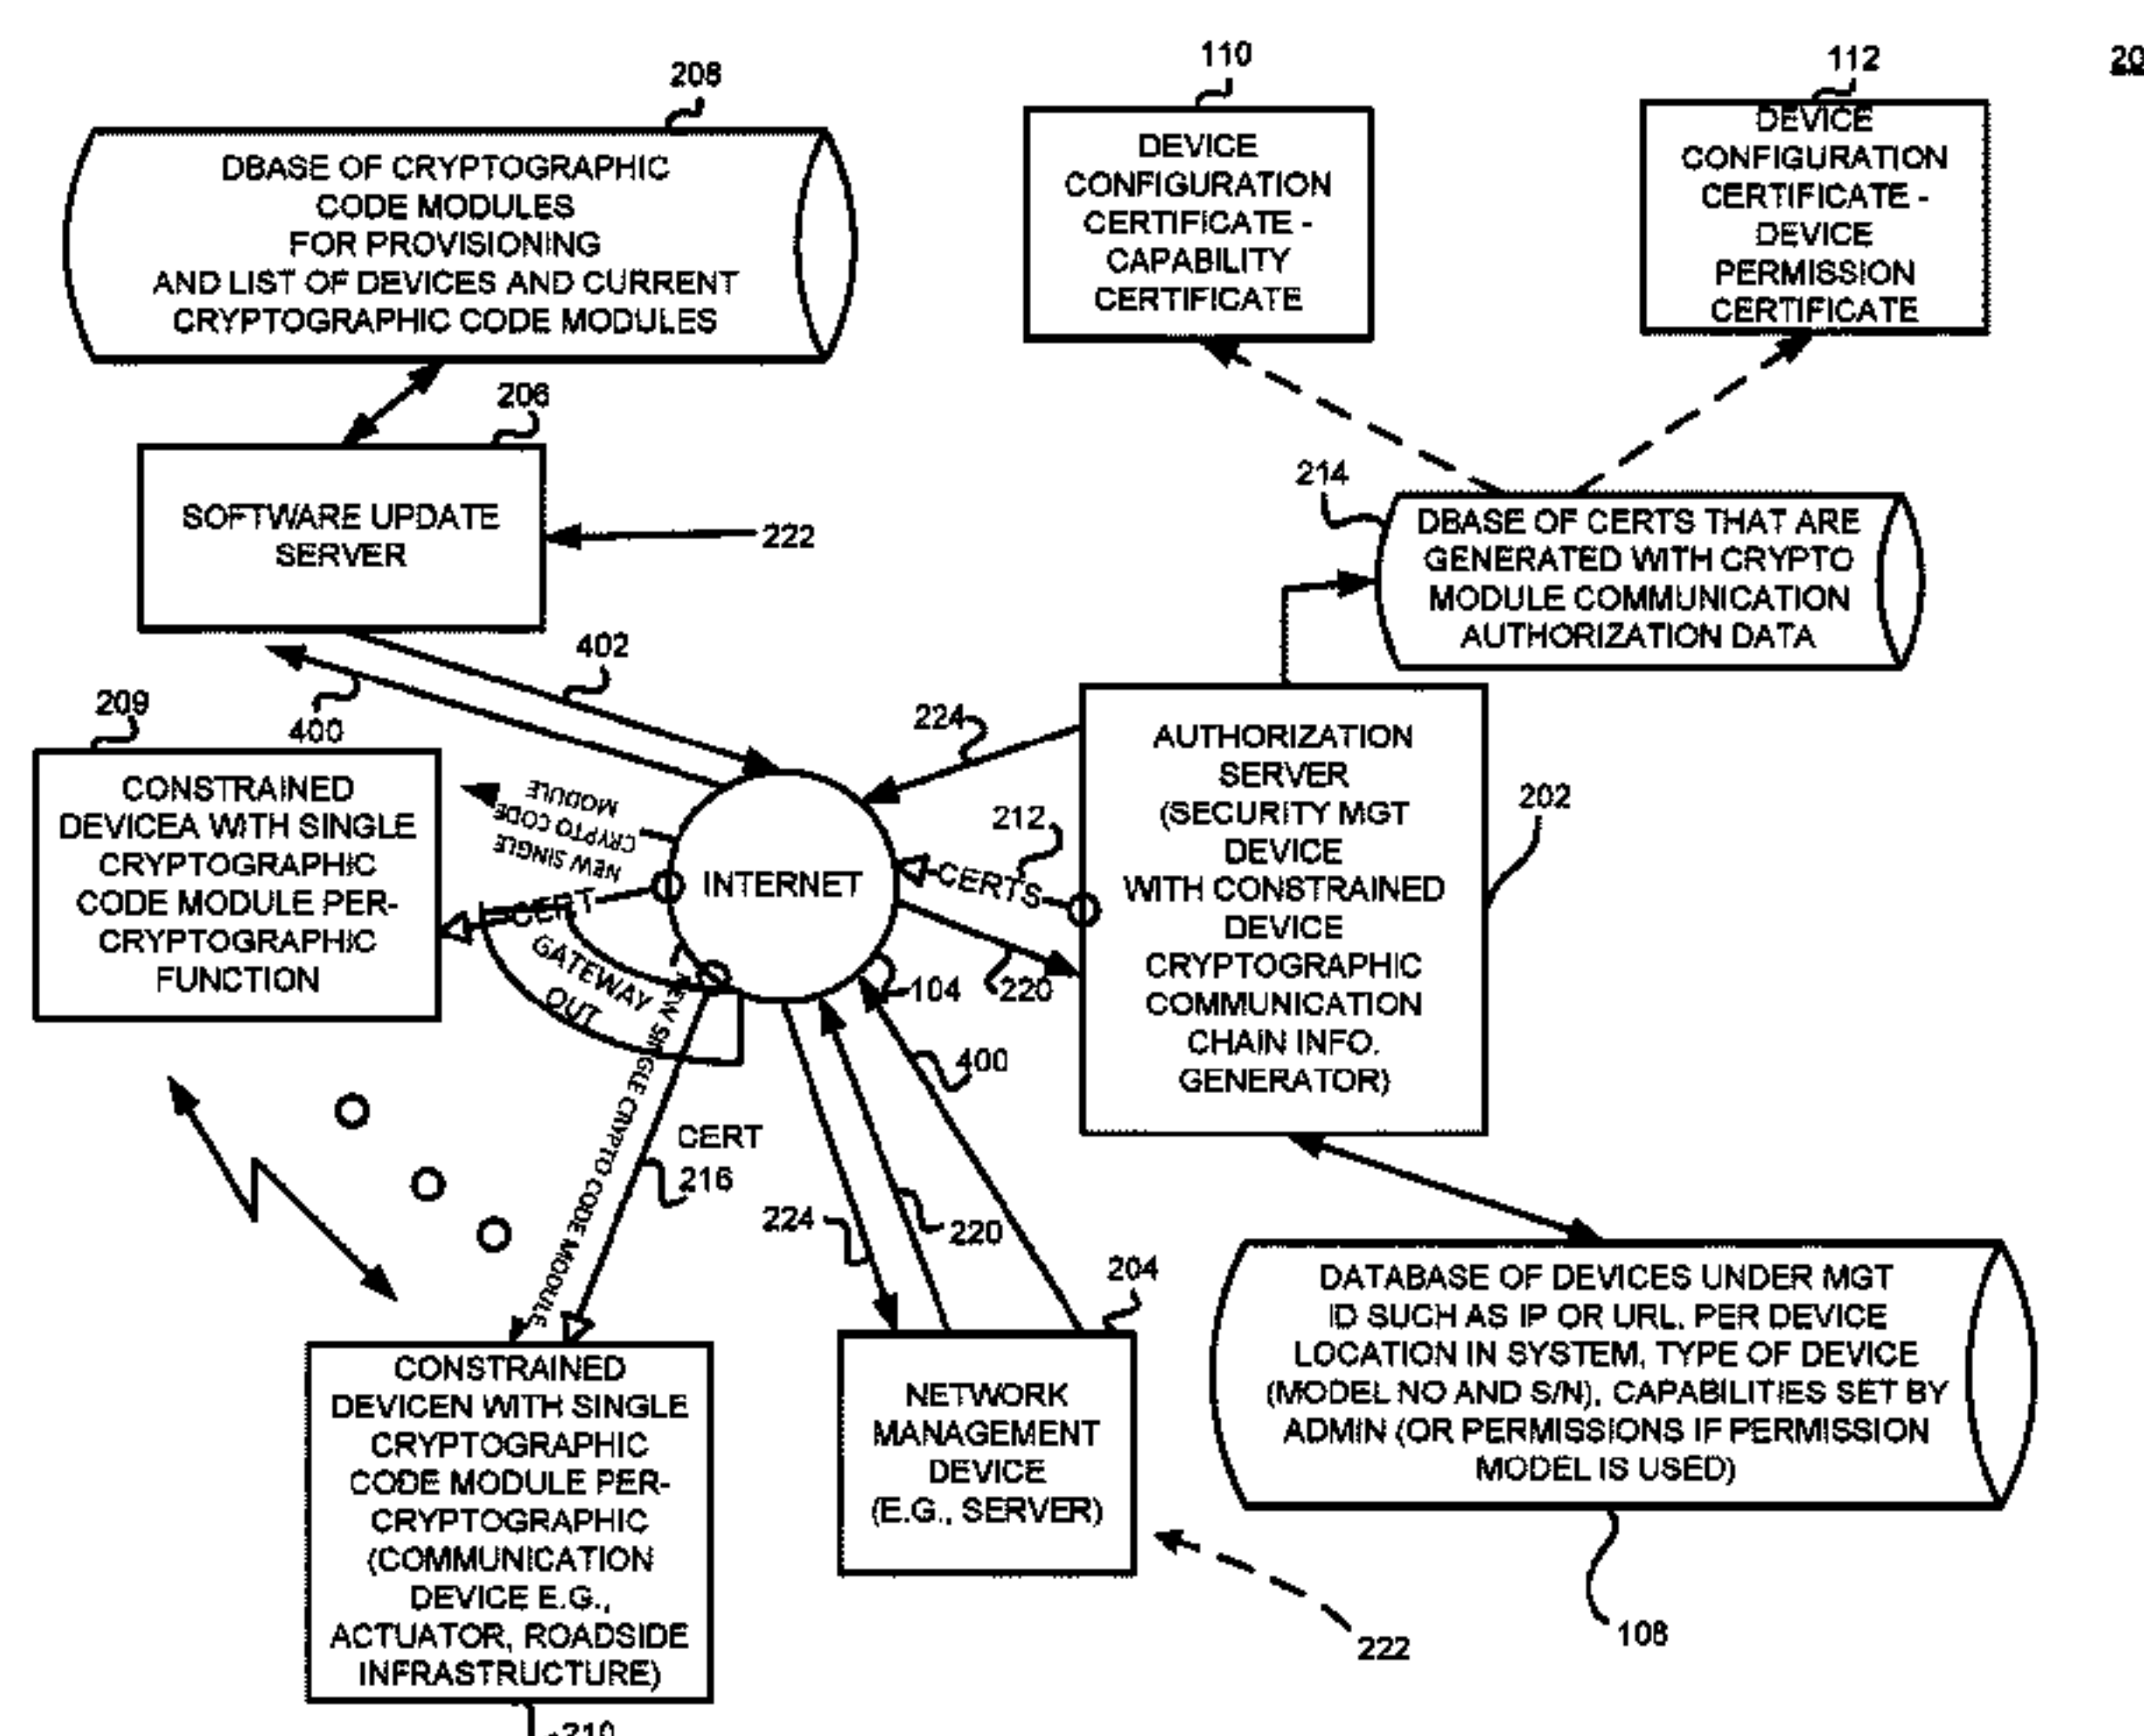 208
110
112
20
DBASE OF CRYPTOGRAPHIC
CODE MODULES
FOR PROVISIONING
AND LIST OF DEVICES AND CURRENT
CRYPTOGRAPHIC CODE MODULES
DEVICE
CONFIGURATION
CERTIFICATE -
CAPABILITY
CERTIFICATE
DEVICE
CONFIGURATION
CERTIFICATE -
DEVICE
PERMISSION
CERTIFICATE
206
SOFTWARE UPDATE
SERVER
222
214
DBASE OF CERTS THAT ARE
GENERATED WITH CRYPTO
MODULE COMMUNICATION
AUTHORIZATION DATA
402
400
209
CONSTRAINED
DEVICEA WITH SINGLE
CRYPTOGRAPHIC
CODE MODULE PER-
CRYPTOGRAPHIC
FUNCTION
NEW SINGLE
CRYPTO CODE
MODULE
CERT
GATEWAY
OUT
INTERNET
224
212
CERTS
220
104
400
AUTHORIZATION
SERVER
(SECURITY MGT
DEVICE
WITH CONSTRAINED
DEVICE
CRYPTOGRAPHIC
COMMUNICATION
CHAIN INFO.
GENERATOR)
202
NEW SINGLE CRYPTO CODE MODULE
CERT
216
224
220
204
CONSTRAINED
DEVICEN WITH SINGLE
CRYPTOGRAPHIC
CODE MODULE PER-
CRYPTOGRAPHIC
(COMMUNICATION
DEVICE E.G.,
ACTUATOR, ROADSIDE
INFRASTRUCTURE)
210
NETWORK
MANAGEMENT
DEVICE
(E.G., SERVER)
222
DATABASE OF DEVICES UNDER MGT
ID SUCH AS IP OR URL, PER DEVICE
LOCATION IN SYSTEM, TYPE OF DEVICE
(MODEL NO AND S/N), CAPABILITIES SET BY
ADMIN (OR PERMISSIONS IF PERMISSION
MODEL IS USED)
108